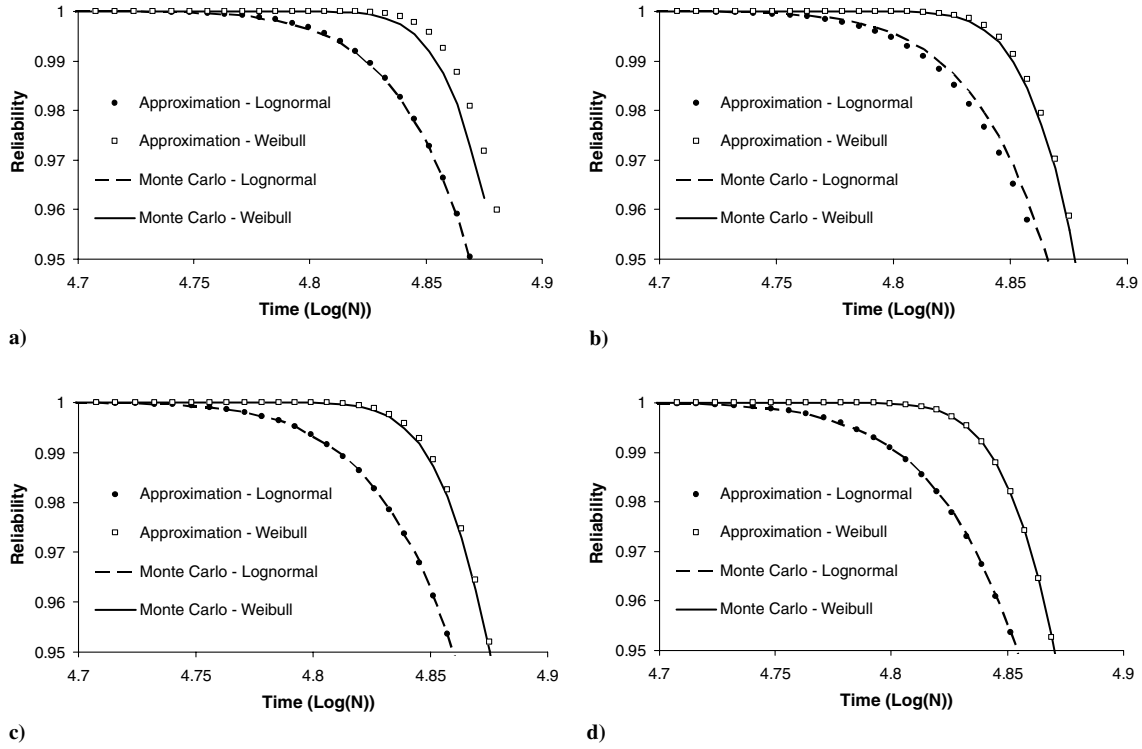 1
0.99
0.98
0.97
0.96
0.95
Reliability
Approximation - Lognormal
Approximation - Weibull
Monte Carlo - Lognormal
Monte Carlo - Weibull
4.7 4.75 4.8 4.85 4.9
Time (Log(N))
a)
1
0.99
0.98
0.97
0.96
0.95
Reliability
Approximation - Lognormal
Approximation - Weibull
Monte Carlo - Lognormal
Monte Carlo - Weibull
4.7 4.75 4.8 4.85 4.9
Time (Log(N))
b)
1
0.99
0.98
0.97
0.96
0.95
Reliability
Approximation - Lognormal
Approximation - Weibull
Monte Carlo - Lognormal
Monte Carlo - Weibull
4.7 4.75 4.8 4.85 4.9
Time (Log(N))
c)
1
0.99
0.98
0.97
0.96
0.95
Reliability
Approximation - Lognormal
Approximation - Weibull
Monte Carlo - Lognormal
Monte Carlo - Weibull
4.7 4.75 4.8 4.85 4.9
Time (Log(N))
d)